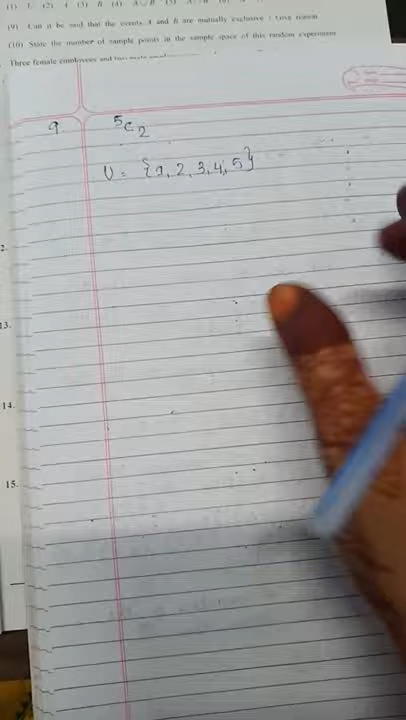 (9) Can it be said that the events A and B are mutually exclusive ? Give reason
(10) State the number of sample points in the sample space of this random experiment
Three female employees and two male
9 ⁵C₂
U = {1, 2, 3, 4, 5}
2.
13.
14.
15.